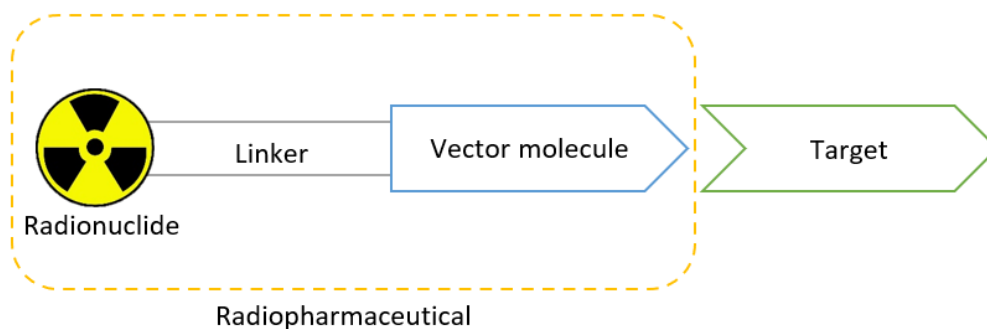 Linker
Vector molecule
Target
Radionuclide
Radiopharmaceutical